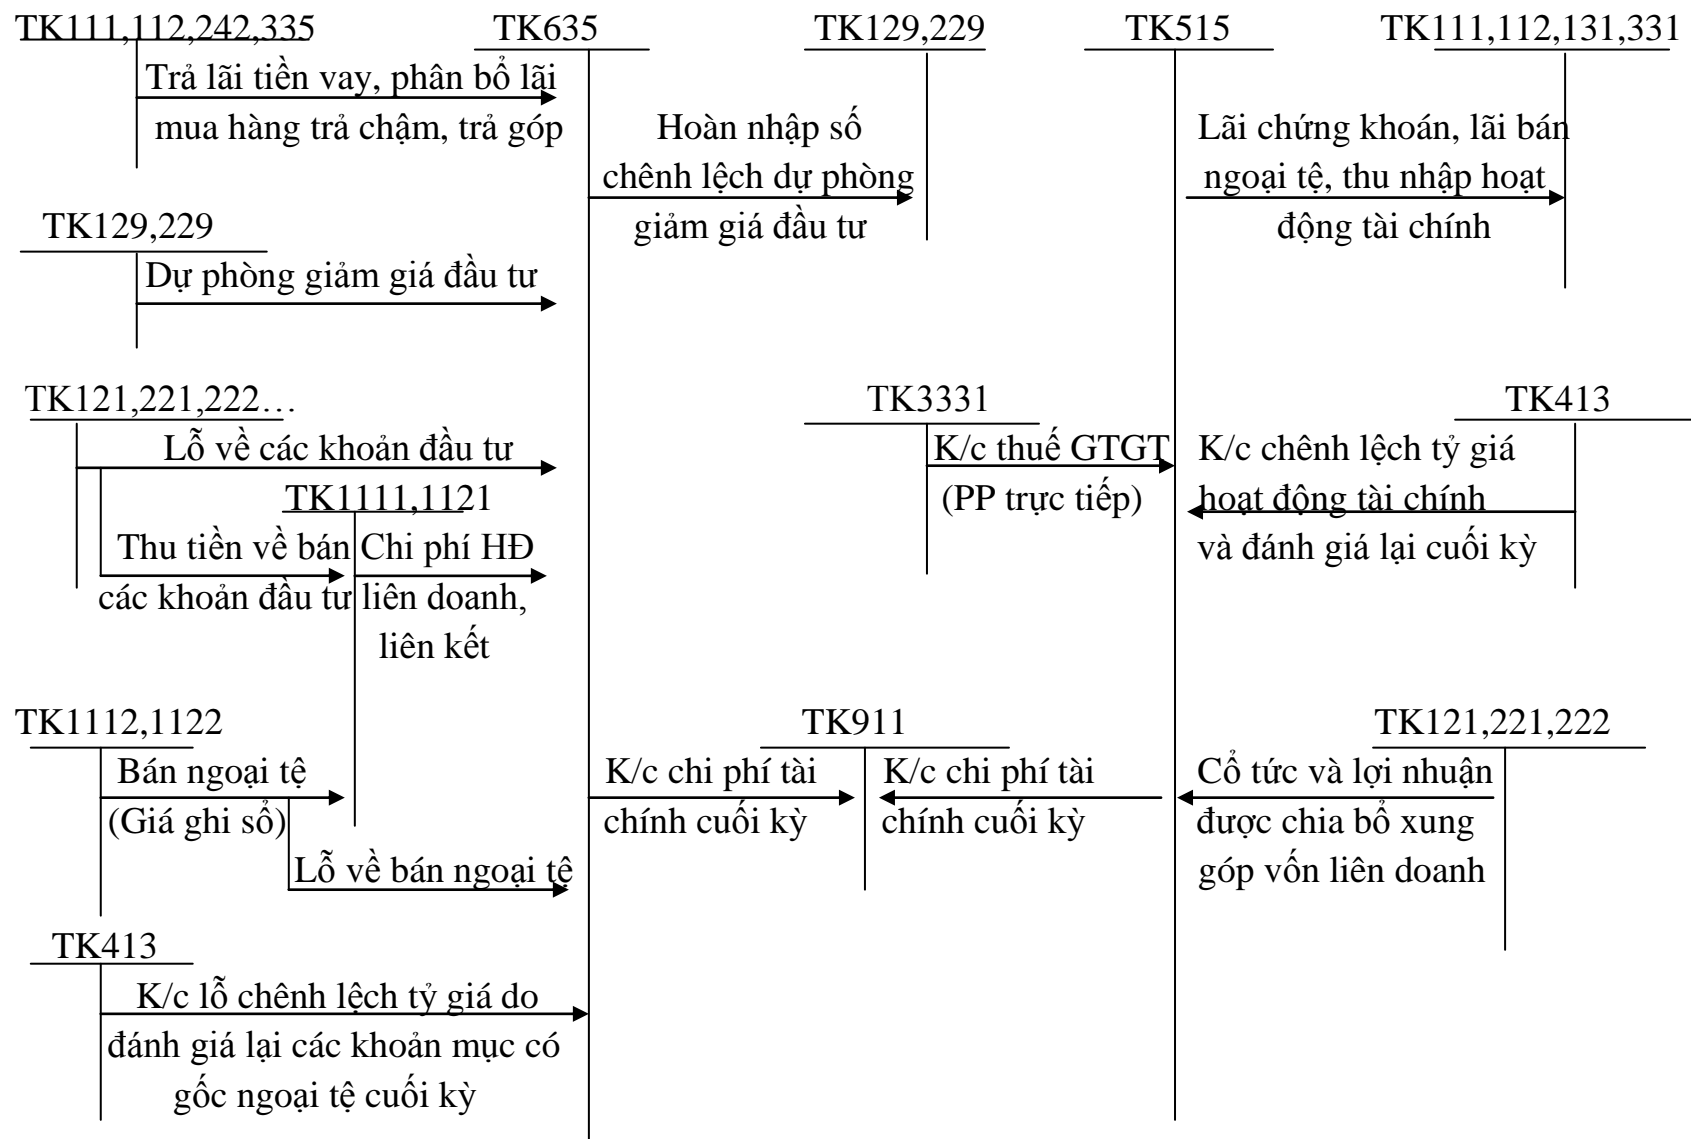 TK111,112,242,335
TK635
TK129,229
TK515
TK111,112,131,331
Trả lãi tiền vay, phân bổ lãi
mua hàng trả chậm, trả góp
Hoàn nhập số
chênh lệch dự phòng
giảm giá đầu tư
Lãi chứng khoán, lãi bán
ngoại tệ, thu nhập hoạt
động tài chính
TK129,229
Dự phòng giảm giá đầu tư
TK121,221,222…
Lỗ về các khoản đầu tư
TK1111,1121
Thu tiền về bán
các khoản đầu tư
Chi phí HĐ
liên doanh,
liên kết
TK3331
K/c thuế GTGT
(PP trực tiếp)
TK413
K/c chênh lệch tỷ giá
hoạt động tài chính
và đánh giá lại cuối kỳ
TK1112,1122
Bán ngoại tệ
(Giá ghi sổ)
Lỗ về bán ngoại tệ
TK911
K/c chi phí tài
chính cuối kỳ
K/c chi phí tài
chính cuối kỳ
TK121,221,222
Cổ tức và lợi nhuận
được chia bổ xung
góp vốn liên doanh
TK413
K/c lỗ chênh lệch tỷ giá do
đánh giá lại các khoản mục có
gốc ngoại tệ cuối kỳ